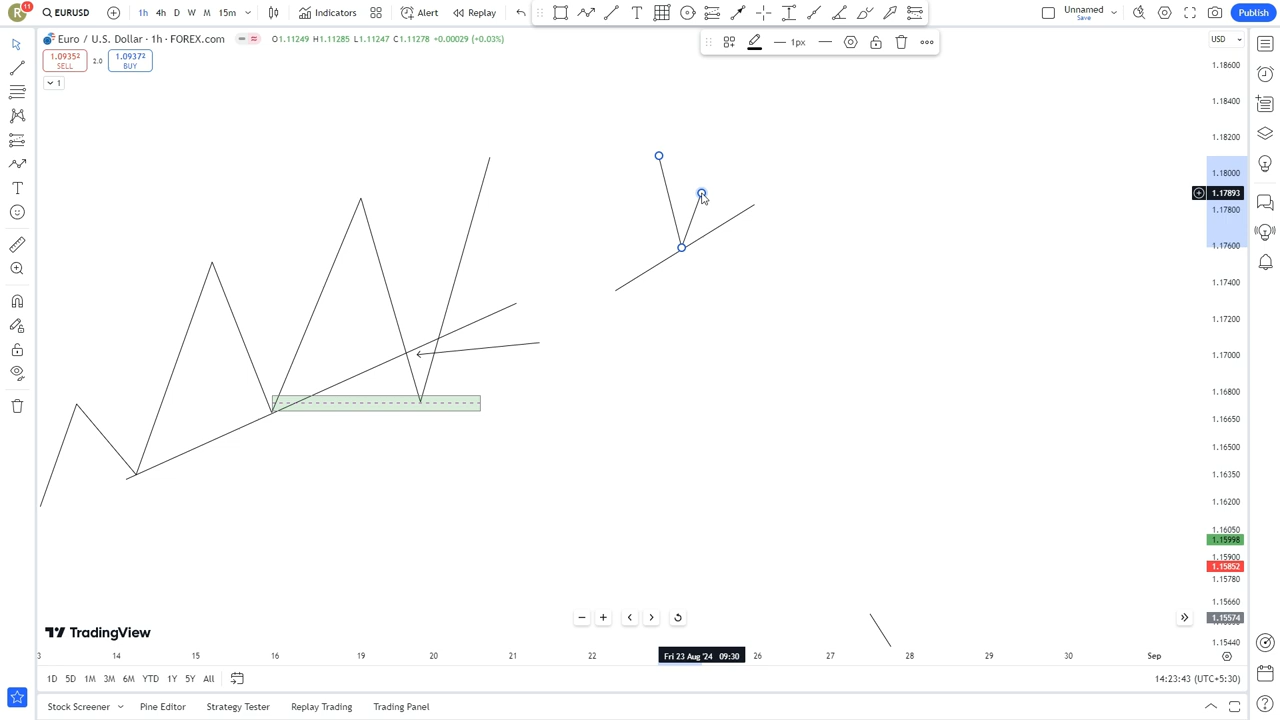 R 11 EURUSD 1h 4h D W M 15m Indicators Alert Replay Unnamed Save Publish
Euro / U.S. Dollar · 1h · FOREX.com O1.11249 H1.11285 L1.11247 C1.11278 +0.00029 (+0.03%)
1px
USD
1.09352 SELL 2.0 1.09372 BUY
1
1.18600
1.18400
1.18200
1.18000
1.17893
1.17800
1.17600
1.17400
1.17200
1.17000
1.16800
1.16650
1.16500
1.16350
1.16200
1.16050
1.15998
1.15900
1.15852
1.15780
1.15660
1.15574
1.15440
TradingView
3 14 15 16 19 20 21 22 Fri 23 Aug '24 09:30 26 27 28 29 30 Sep
1D 5D 1M 3M 6M YTD 1Y 5Y All 14:23:43 (UTC+5:30)
Stock Screener Pine Editor Strategy Tester Replay Trading Trading Panel